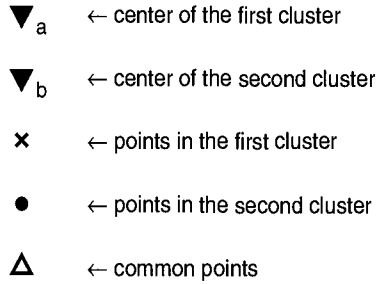 ▼a ← center of the first cluster
▼b ← center of the second cluster
× ← points in the first cluster
● ← points in the second cluster
△ ← common points